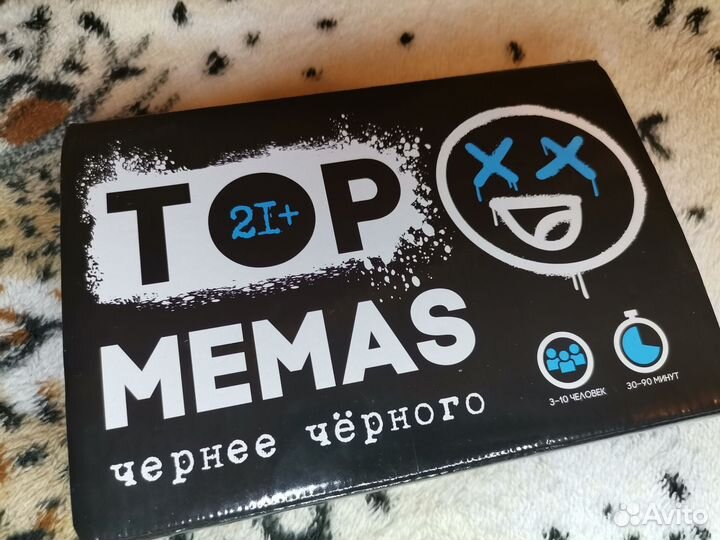 TOP
21+
MEMAS
чернее чёрного
3-10 ЧЕЛОВЕК
30-90 МИНУТ
Avito